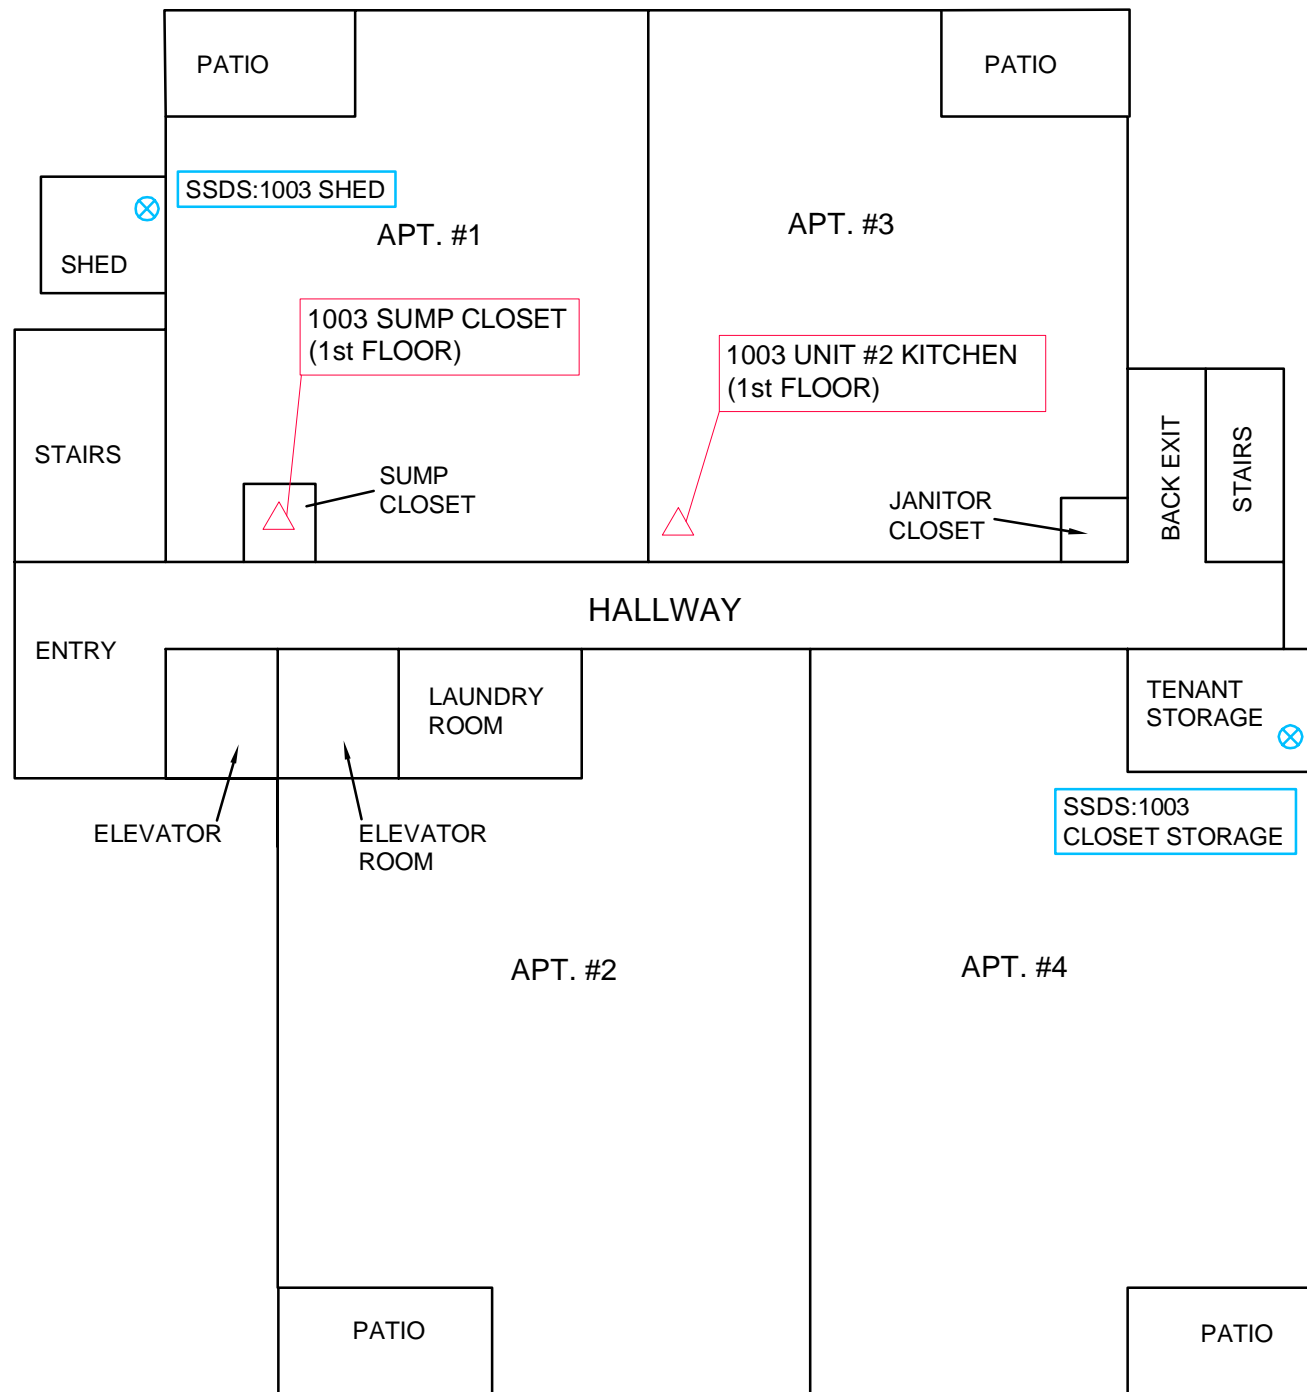 PATIO
PATIO
SSDS:1003 SHED
SHED
APT. #1
APT. #3
1003 SUMP CLOSET
(1st FLOOR)
1003 UNIT #2 KITCHEN
(1st FLOOR)
STAIRS
SUMP
CLOSET
JANITOR
CLOSET
BACK EXIT
STAIRS
HALLWAY
ENTRY
LAUNDRY
ROOM
TENANT
STORAGE
SSDS:1003
CLOSET STORAGE
ELEVATOR
ELEVATOR
ROOM
APT. #2
APT. #4
PATIO
PATIO